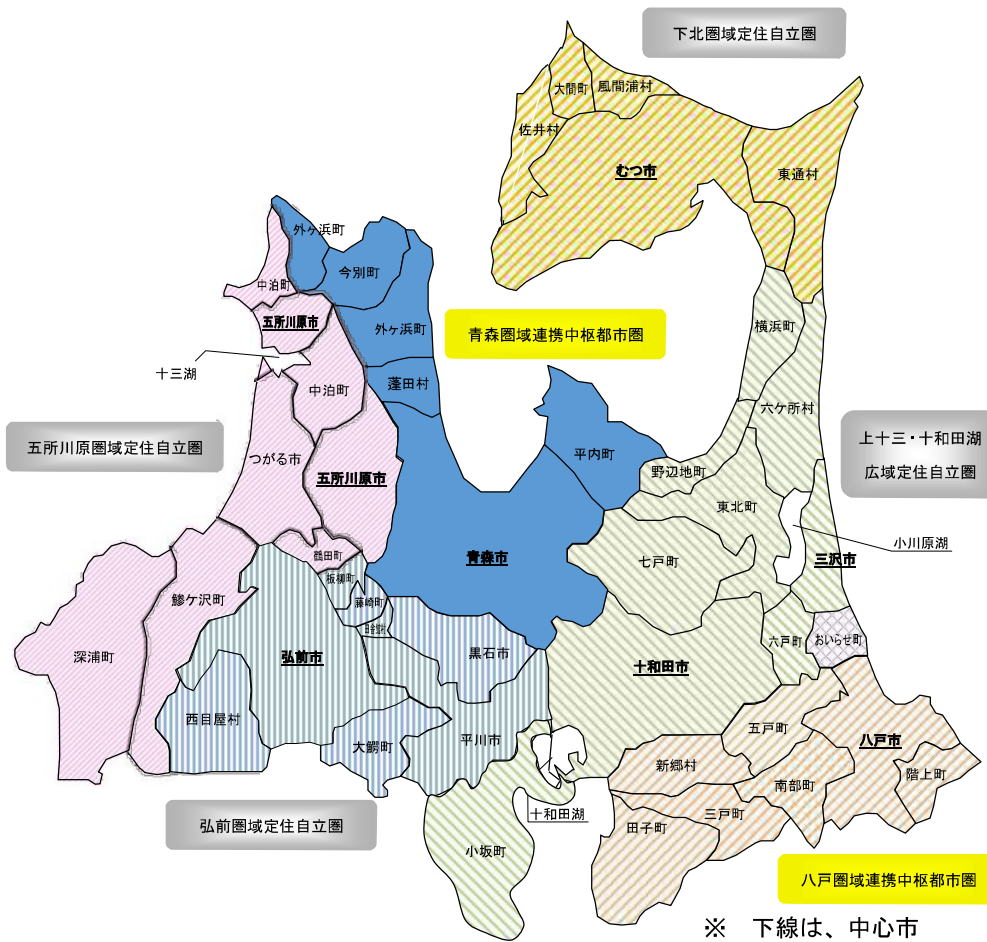 下北圏域定住自立圏
大間町
風間浦村
佐井村
むつ市
東通村
外ヶ浜町
今別町
中泊町
五所川原市
外ヶ浜町
青森圏域連携中枢都市圏
横浜町
十三湖
蓬田村
中泊町
六ケ所村
五所川原圏域定住自立圏
つがる市
五所川原市
平内町
野辺地町
上十三・十和田湖
広域定住自立圏
東北町
小川原湖
青森市
七戸町
三沢市
鶴田町
板柳町
藤崎町
田舎館村
鰺ケ沢町
深浦町
弘前市
黒石市
十和田市
六戸町
おいらせ町
西目屋村
大鰐町
平川市
五戸町
八戸市
新郷村
南部町
階上町
弘前圏域定住自立圏
十和田湖
三戸町
田子町
小坂町
八戸圏域連携中枢都市圏
※　下線は、中心市